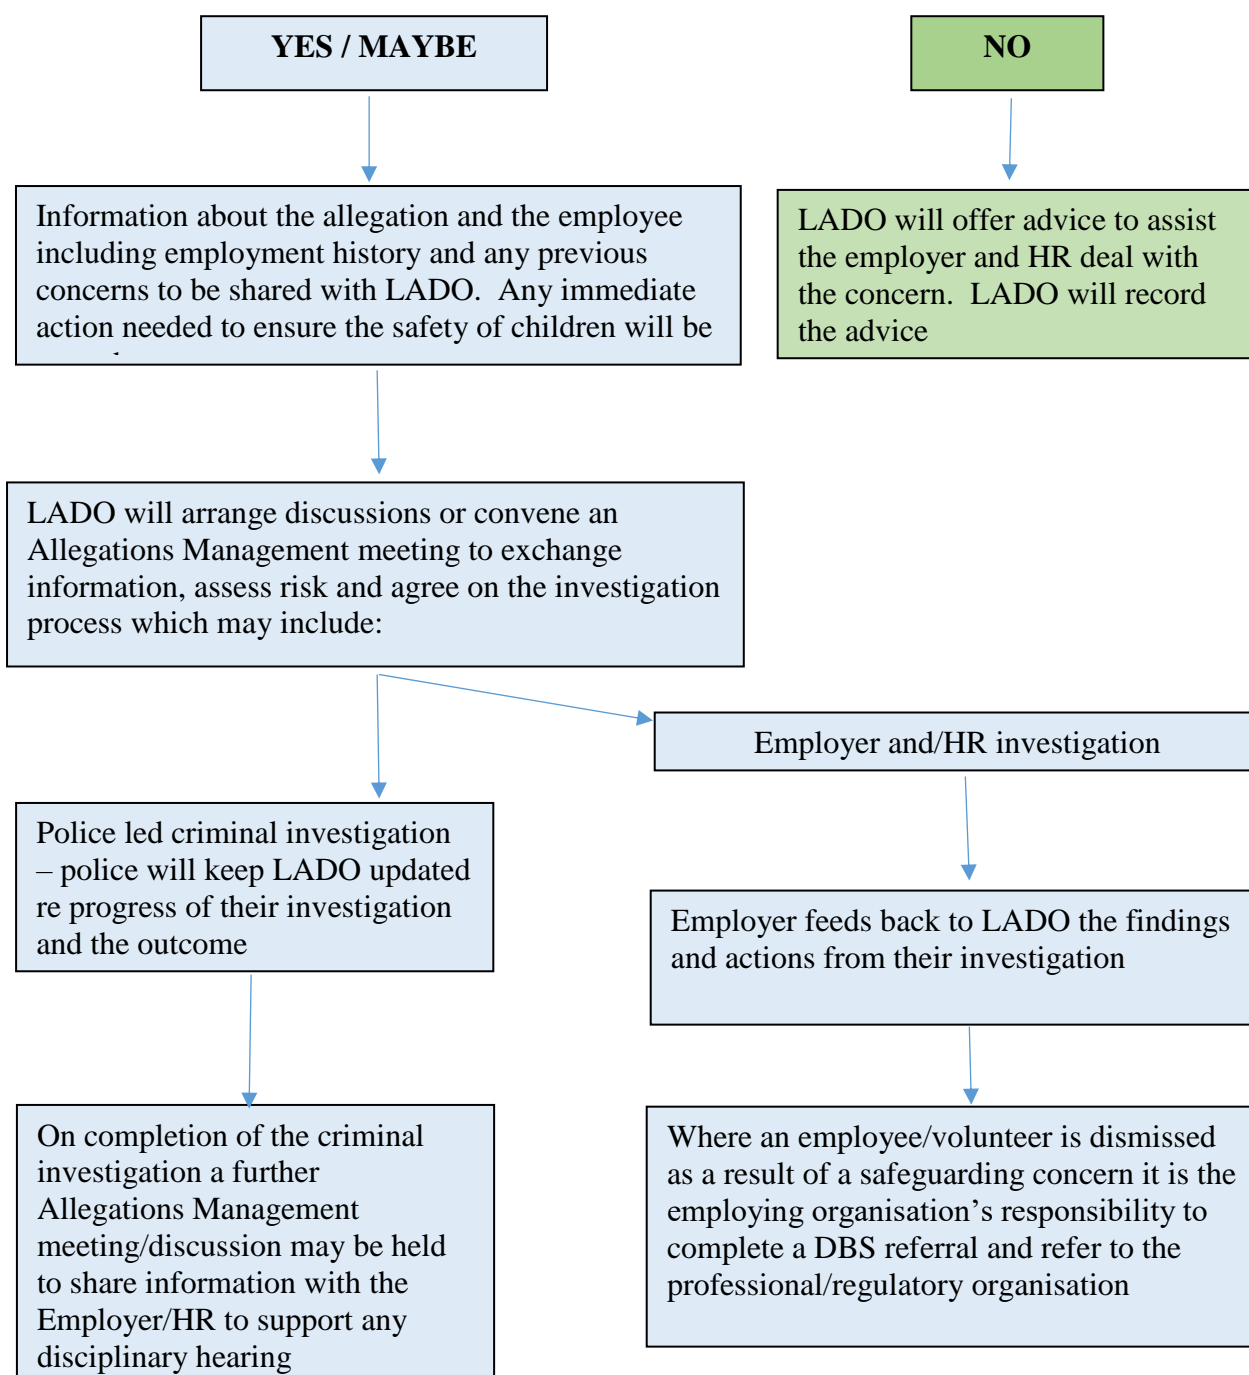 YES / MAYBE
NO
Information about the allegation and the employee
including employment history and any previous
concerns to be shared with LADO.  Any immediate
action needed to ensure the safety of children will be
LADO will offer advice to assist
the employer and HR deal with
the concern.  LADO will record
the advice
LADO will arrange discussions or convene an
Allegations Management meeting to exchange
information, assess risk and agree on the investigation
process which may include:
Employer and/HR investigation
Police led criminal investigation
– police will keep LADO updated
re progress of their investigation
and the outcome
Employer feeds back to LADO the findings
and actions from their investigation
On completion of the criminal
investigation a further
Allegations Management
meeting/discussion may be held
to share information with the
Employer/HR to support any
disciplinary hearing
Where an employee/volunteer is dismissed
as a result of a safeguarding concern it is the
employing organisation’s responsibility to
complete a DBS referral and refer to the
professional/regulatory organisation